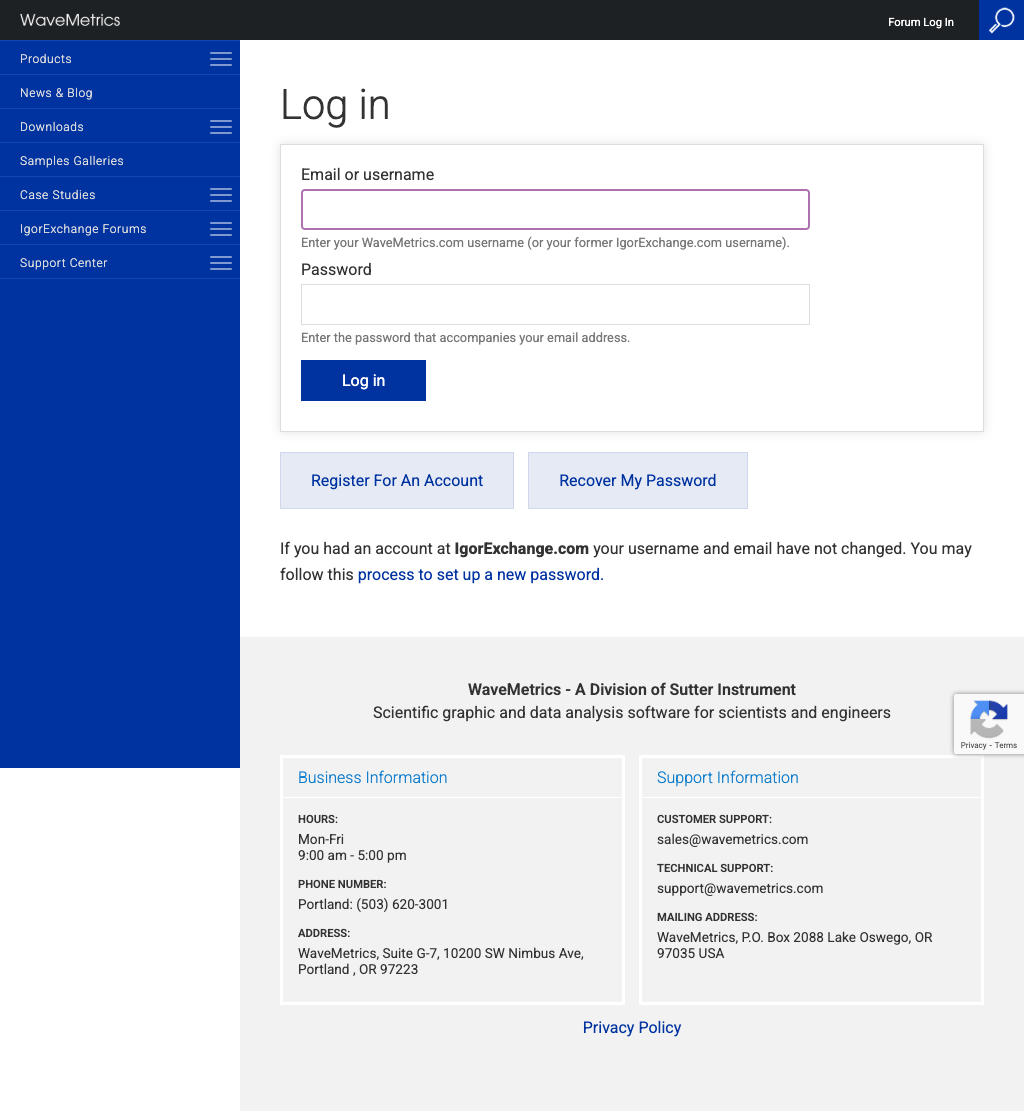 WaveMetrics
Forum Log In
Products
News & Blog
Downloads
Samples Galleries
Case Studies
IgorExchange Forums
Support Center
Log in
Email or username
Enter your WaveMetrics.com username (or your former IgorExchange.com username).
Password
Enter the password that accompanies your email address.
Log in
Register For An Account
Recover My Password
If you had an account at IgorExchange.com your username and email have not changed. You may
follow this process to set up a new password.
WaveMetrics - A Division of Sutter Instrument
Scientific graphic and data analysis software for scientists and engineers
Privacy - Terms
Business Information
HOURS:
Mon-Fri
9:00 am - 5:00 pm
PHONE NUMBER:
Portland: (503) 620-3001
ADDRESS:
WaveMetrics, Suite G-7, 10200 SW Nimbus Ave,
Portland , OR 97223
Support Information
CUSTOMER SUPPORT:
sales@wavemetrics.com
TECHNICAL SUPPORT:
support@wavemetrics.com
MAILING ADDRESS:
WaveMetrics, P.O. Box 2088 Lake Oswego, OR
97035 USA
Privacy Policy